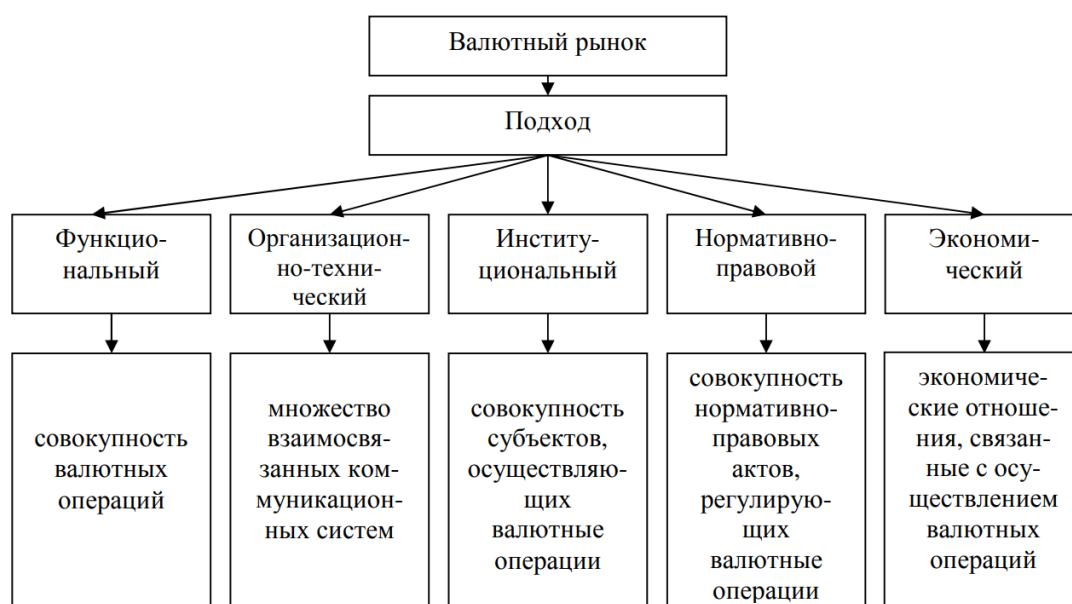 Валютный рынок
Подход
Функцио-
нальный
Организацион-
но-техни-
ческий
Институ-
циональный
Нормативно-
правовой
Экономи-
ческий
совокупность
валютных
операций
множество
взаимосвя-
занных ком-
муникацион-
ных систем
совокупность
субъектов,
осуществляю-
щих
валютные
операции
совокупность
нормативно-
правовых
актов,
регулирую-
щих
валютные
операции
экономиче-
ские отноше-
ния, связан-
ные с осу-
ществлением
валютных
операций